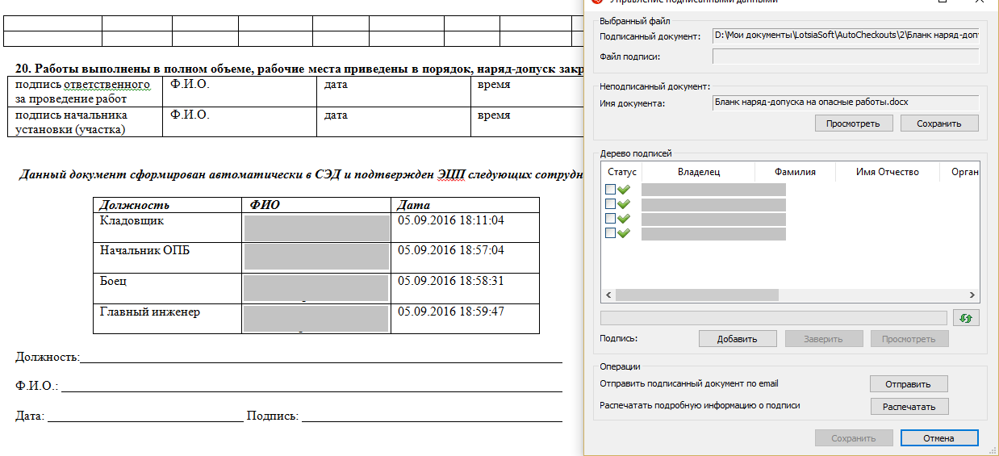 20. Работы выполнены в полном объеме, рабочие места приведены в порядок, наряд-допуск закр
подпись ответственного за проведение работ
Ф.И.О.
дата
время
подпись начальника установки (участка)
Ф.И.О.
дата
время
Данный документ сформирован автоматически в СЭД и подтвержден ЭЦП следующих сотрудн
Должность ФИО Дата
Кладовщик 05.09.2016 18:11:04
Начальник ОПБ 05.09.2016 18:57:04
Боец 05.09.2016 18:58:31
Главный инженер 05.09.2016 18:59:47
Должность:
Ф.И.О.:
Дата: Подпись:
Управление подписанными данными
Выбранный файл
Подписанный документ: D:\Мои документы\LotsiaSoft\AutoCheckouts\2\Бланк наряд-допу
Файл подписи:
Неподписанный документ:
Имя документа: Бланк наряд-допуска на опасные работы.docx
Просмотреть Сохранить
Дерево подписей
Статус Владелец Фамилия Имя Отчество Орган
Подпись: Добавить Заверить Просмотреть
Операции
Отправить подписанный документ по email Отправить
Распечатать подробную информацию о подписи Распечатать
Сохранить Отмена